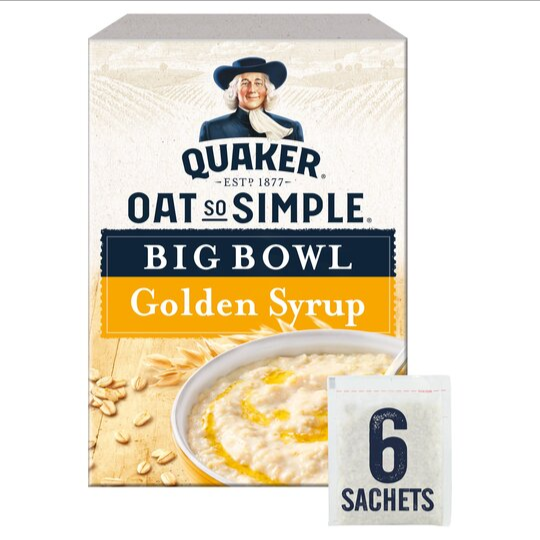 QUAKER®
-ESTD 1877-
OAT SO SIMPLE®
BIG BOWL
Golden Syrup
6
SACHETS